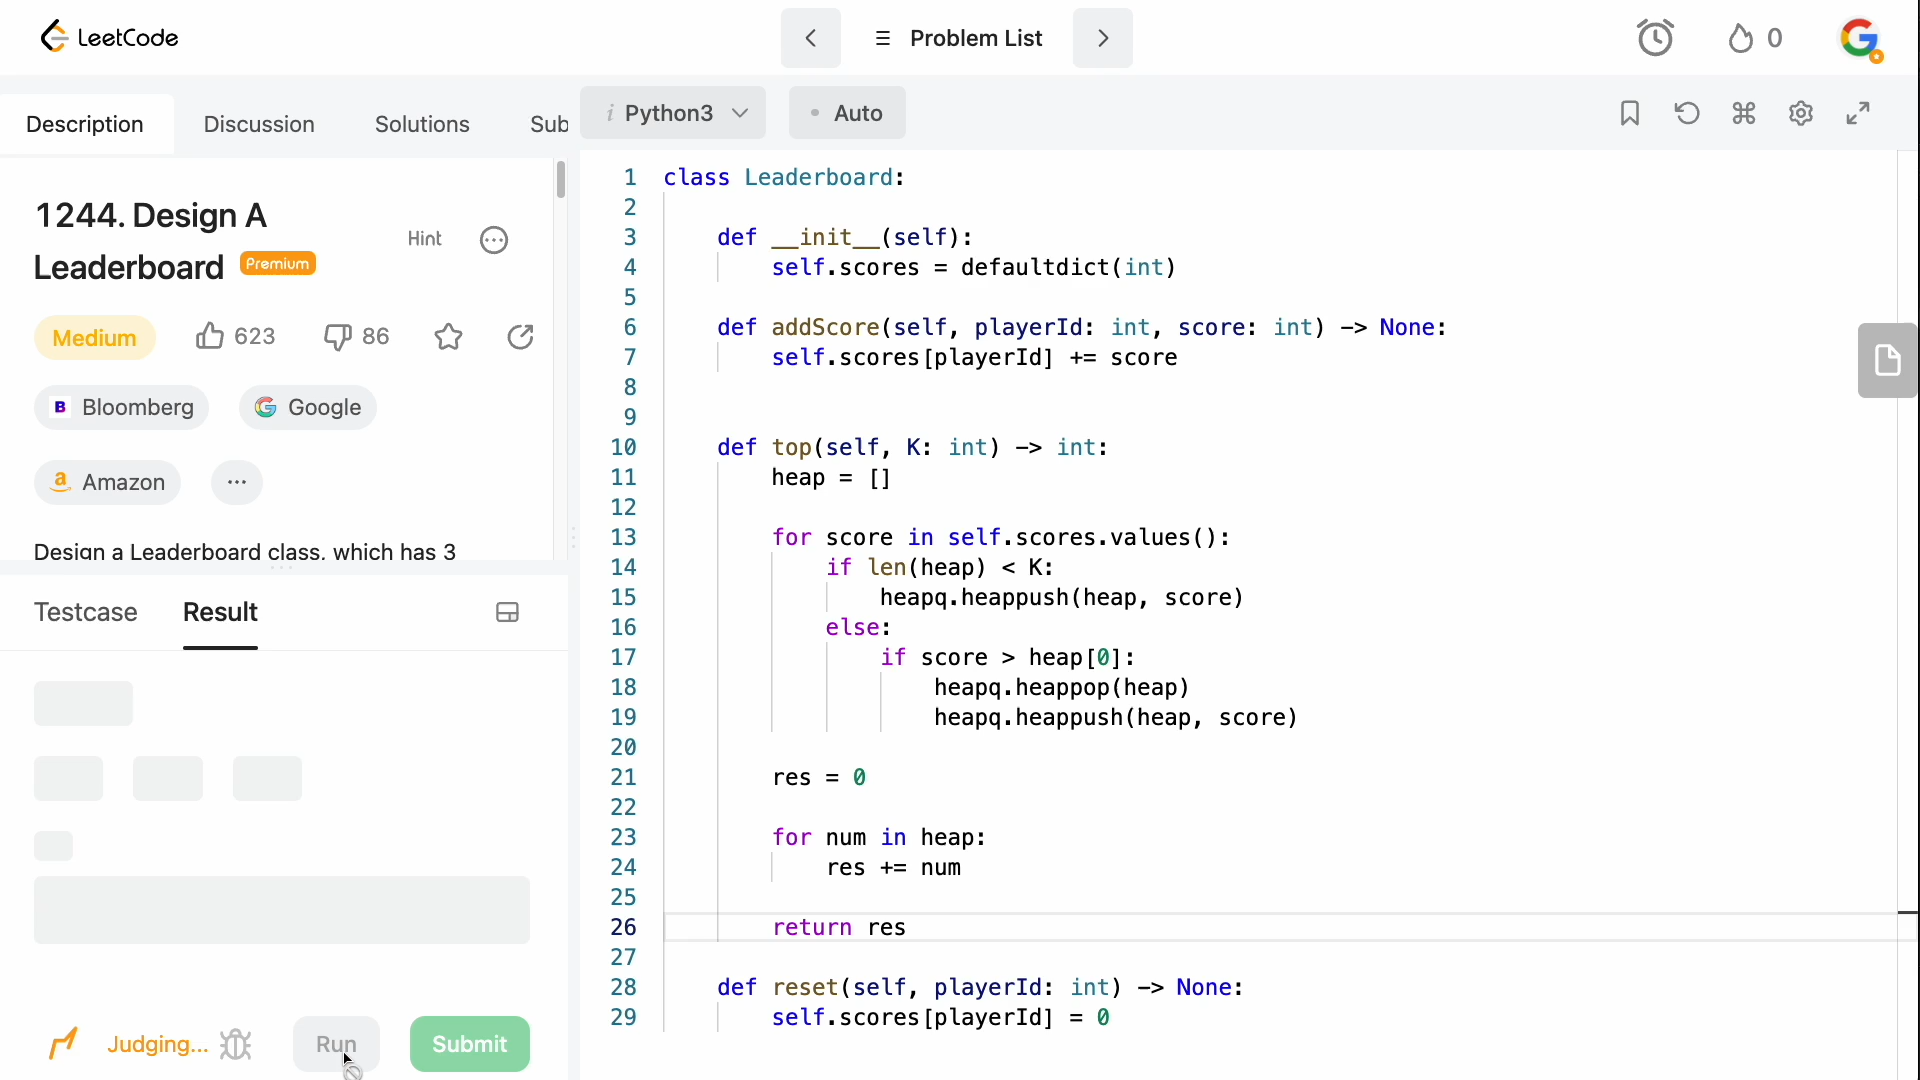 LeetCode
Problem List
0
Description
Discussion
Solutions
Sub
i Python3
Auto
1244. Design A
Leaderboard
Premium
Hint
Medium
623
86
Bloomberg
Google
Amazon
Design a Leaderboard class, which has 3
Testcase
Result
Judging...
Run
Submit
1 class Leaderboard:
2
3 def __init__(self):
4 self.scores = defaultdict(int)
5
6 def addScore(self, playerId: int, score: int) -> None:
7 self.scores[playerId] += score
8
9
10 def top(self, K: int) -> int:
11 heap = []
12
13 for score in self.scores.values():
14 if len(heap) < K:
15 heapq.heappush(heap, score)
16 else:
17 if score > heap[0]:
18 heapq.heappop(heap)
19 heapq.heappush(heap, score)
20
21 res = 0
22
23 for num in heap:
24 res += num
25
26 return res
27
28 def reset(self, playerId: int) -> None:
29 self.scores[playerId] = 0